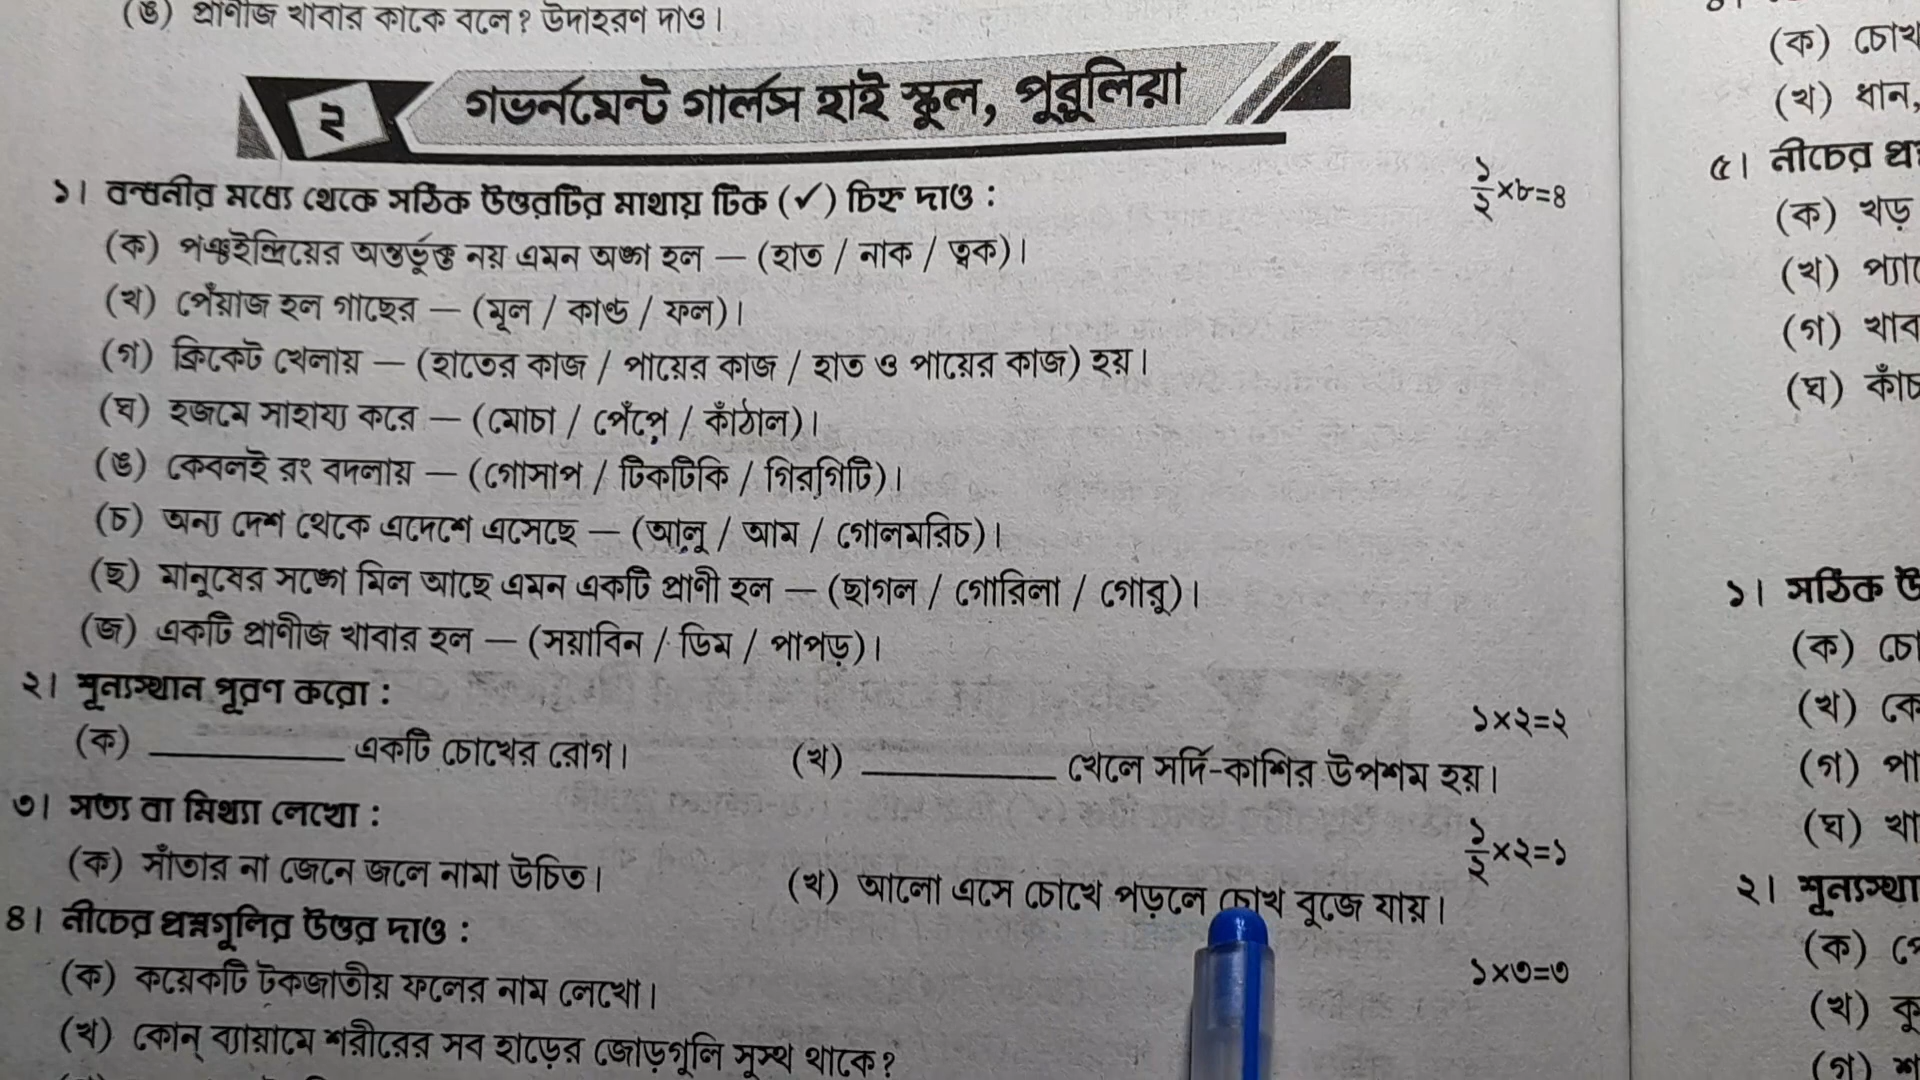 (ঙ) প্রাণীজ খাবার কাকে বলে? উদাহরণ দাও।
২ গভর্নমেন্ট গার্লস হাই স্কুল, পুরুলিয়া
১। বন্ধনীর মধ্যে থেকে সঠিক উত্তরটির মাথায় টিক (✓) চিহ্ন দাও : ১/২×৮=৪
(ক) পঞ্চইন্দ্রিয়ের অন্তর্ভুক্ত নয় এমন অঙ্গ হল — (হাত / নাক / ত্বক)।
(খ) পেঁয়াজ হল গাছের — (মূল / কাণ্ড / ফল)।
(গ) ক্রিকেট খেলায় — (হাতের কাজ / পায়ের কাজ / হাত ও পায়ের কাজ) হয়।
(ঘ) হজমে সাহায্য করে — (মোচা / পেঁপে / কাঁঠাল)।
(ঙ) কেবলই রং বদলায় — (গোসাপ / টিকটিকি / গিরগিটি)।
(চ) অন্য দেশ থেকে এদেশে এসেছে — (আলু / আম / গোলমরিচ)।
(ছ) মানুষের সঙ্গে মিল আছে এমন একটি প্রাণী হল — (ছাগল / গোরিলা / গোরু)।
(জ) একটি প্রাণীজ খাবার হল — (সয়াবিন / ডিম / পাপড়)।
২। শূন্যস্থান পূরণ করো : ১×২=২
(ক) __________ একটি চোখের রোগ। (খ) __________ খেলে সর্দি-কাশির উপশম হয়।
৩। সত্য বা মিথ্যা লেখো : ১/২×২=১
(ক) সাঁতার না জেনে জলে নামা উচিত। (খ) আলো এসে চোখে পড়লে চোখ বুজে যায়।
৪। নীচের প্রশ্নগুলির উত্তর দাও : ১×৩=৩
(ক) কয়েকটি টকজাতীয় ফলের নাম লেখো।
(খ) কোন্ ব্যায়ামে শরীরের সব হাড়ের জোড়গুলি সুস্থ থাকে?
(ক) চোখ
(খ) ধান,
৫। নীচের
(ক) খড়
(খ)
(গ)
(ঘ)
১। সঠিক
(ক)
(খ)
(গ)
(ঘ)
২।
(ক)
(খ)
(গ)